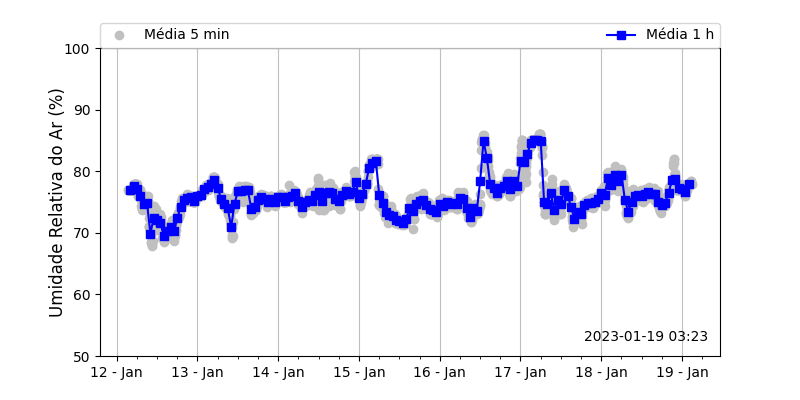 Média 5 min
Média 1 h
100
90
80
70
60
50
Umidade Relativa do Ar (%)
2023-01-19 03:23
12 - Jan
13 - Jan
14 - Jan
15 - Jan
16 - Jan
17 - Jan
18 - Jan
19 - Jan